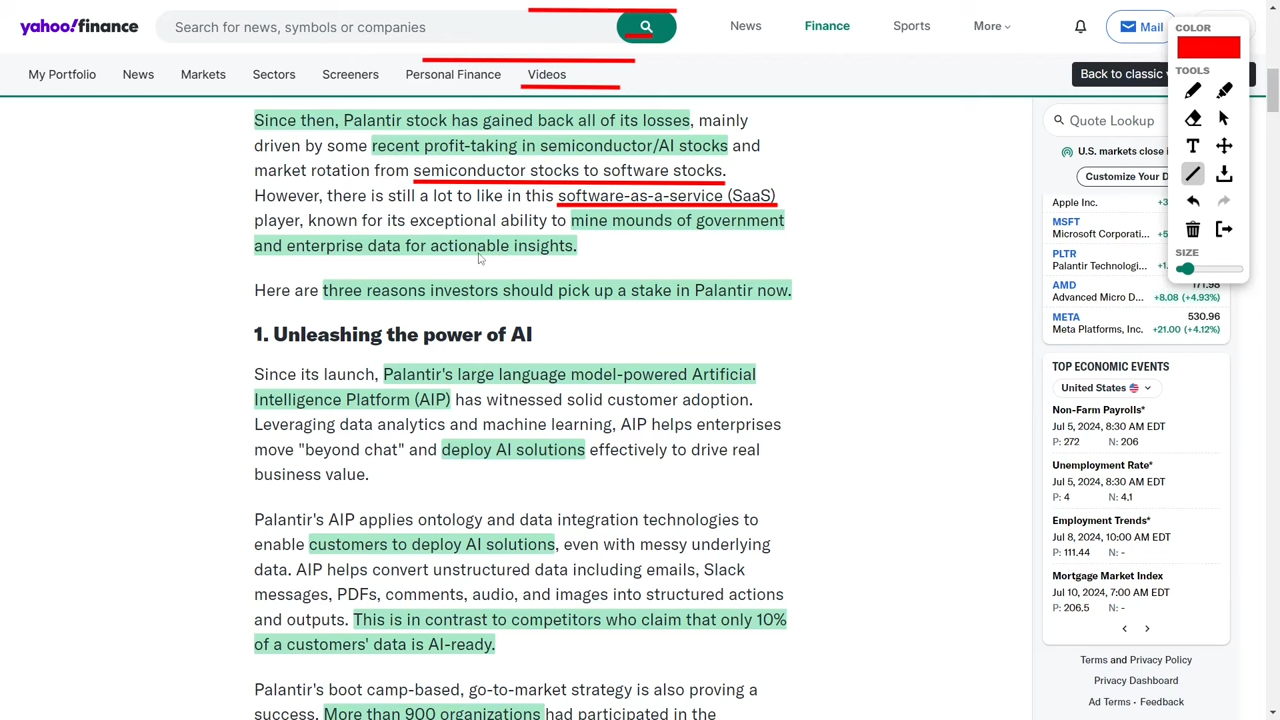 yahoo!finance
Search for news, symbols or companies
News
Finance
Sports
More
Mail
My Portfolio
News
Markets
Sectors
Screeners
Personal Finance
Videos
Back to classic
COLOR
TOOLS
T
SIZE
Since then, Palantir stock has gained back all of its losses, mainly
driven by some recent profit-taking in semiconductor/AI stocks and
market rotation from semiconductor stocks to software stocks.
However, there is still a lot to like in this software-as-a-service (SaaS)
player, known for its exceptional ability to mine mounds of government
and enterprise data for actionable insights.
Here are three reasons investors should pick up a stake in Palantir now.
1. Unleashing the power of AI
Since its launch, Palantir's large language model-powered Artificial
Intelligence Platform (AIP) has witnessed solid customer adoption.
Leveraging data analytics and machine learning, AIP helps enterprises
move "beyond chat" and deploy AI solutions effectively to drive real
business value.
Palantir's AIP applies ontology and data integration technologies to
enable customers to deploy AI solutions, even with messy underlying
data. AIP helps convert unstructured data including emails, Slack
messages, PDFs, comments, audio, and images into structured actions
and outputs. This is in contrast to competitors who claim that only 10%
of a customers' data is AI-ready.
Palantir's boot camp-based, go-to-market strategy is also proving a
success. More than 900 organizations had participated in the
Quote Lookup
U.S. markets close i
Customize Your D
Apple Inc.
MSFT
Microsoft Corporati...
PLTR
Palantir Technologi...
AMD
Advanced Micro D... +8.08 (+4.93%)
META 530.96
Meta Platforms, Inc. +21.00 (+4.12%)
TOP ECONOMIC EVENTS
United States
Non-Farm Payrolls*
Jul 5, 2024, 8:30 AM EDT
P: 272 N: 206
Unemployment Rate*
Jul 5, 2024, 8:30 AM EDT
P: 4 N: 4.1
Employment Trends*
Jul 8, 2024, 10:00 AM EDT
P: 111.44 N: -
Mortgage Market Index
Jul 10, 2024, 7:00 AM EDT
P: 206.5 N: -
Terms and Privacy Policy
Privacy Dashboard
Ad Terms • Feedback